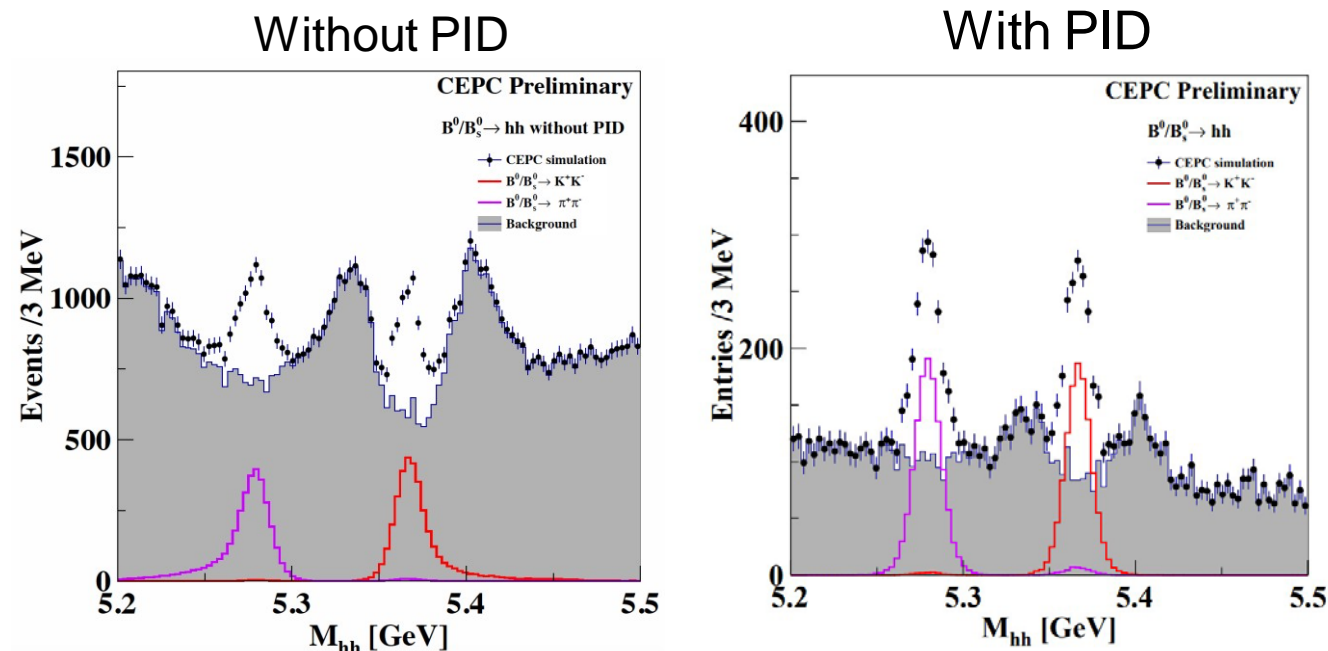 Without PID
CEPC Preliminary
B⁰/B⁰ₛ→ hh without PID
CEPC simulation
B⁰/B⁰ₛ→ K⁺K⁻
B⁰/B⁰ₛ→ π⁺π⁻
Background
Events /3 MeV
1500
1000
500
0
5.2 5.3 5.4 5.5
M_hh [GeV]
With PID
CEPC Preliminary
B⁰/B⁰ₛ→ hh
CEPC simulation
B⁰/B⁰ₛ→ K⁺K⁻
B⁰/B⁰ₛ→ π⁺π⁻
Background
Entries /3 MeV
400
200
0
5.2 5.3 5.4 5.5
M_hh [GeV]